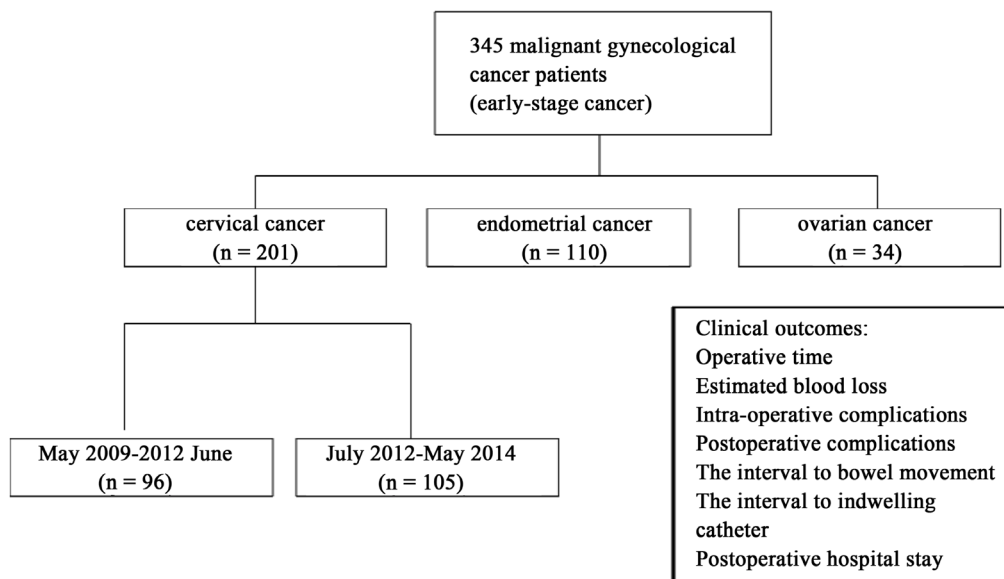 345 malignant gynecological
cancer patients
(early-stage cancer)
cervical cancer
(n = 201)
endometrial cancer
(n = 110)
ovarian cancer
(n = 34)
May 2009-2012 June
(n = 96)
July 2012-May 2014
(n = 105)
Clinical outcomes:
Operative time
Estimated blood loss
Intra-operative complications
Postoperative complications
The interval to bowel movement
The interval to indwelling
catheter
Postoperative hospital stay